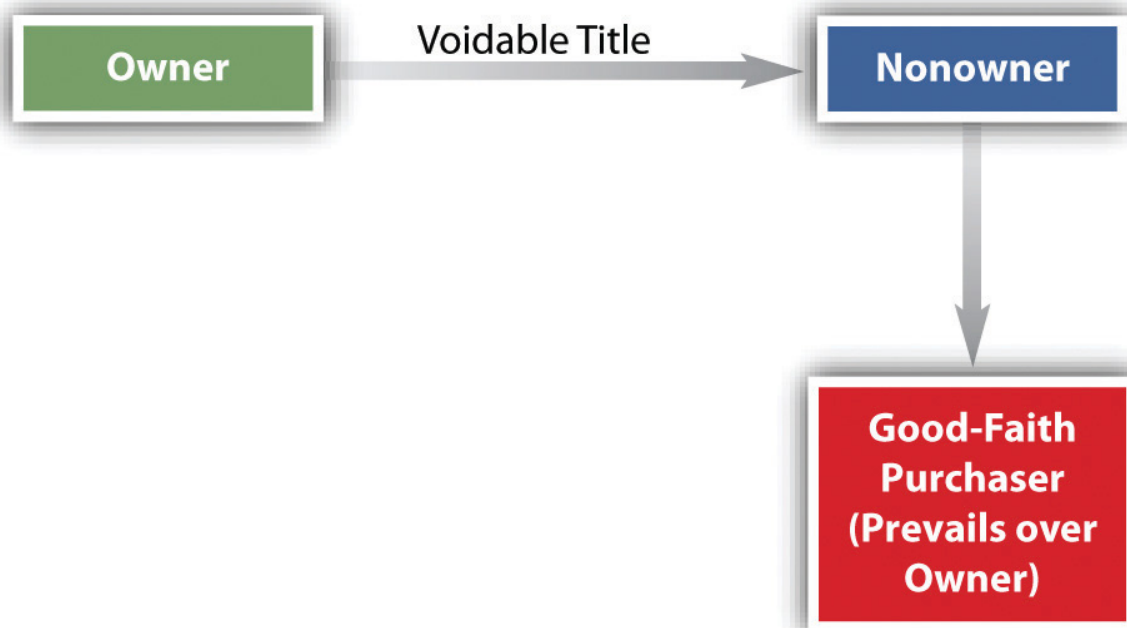 Owner
Voidable Title
Nonowner
Good-Faith
Purchaser
(Prevails over
Owner)